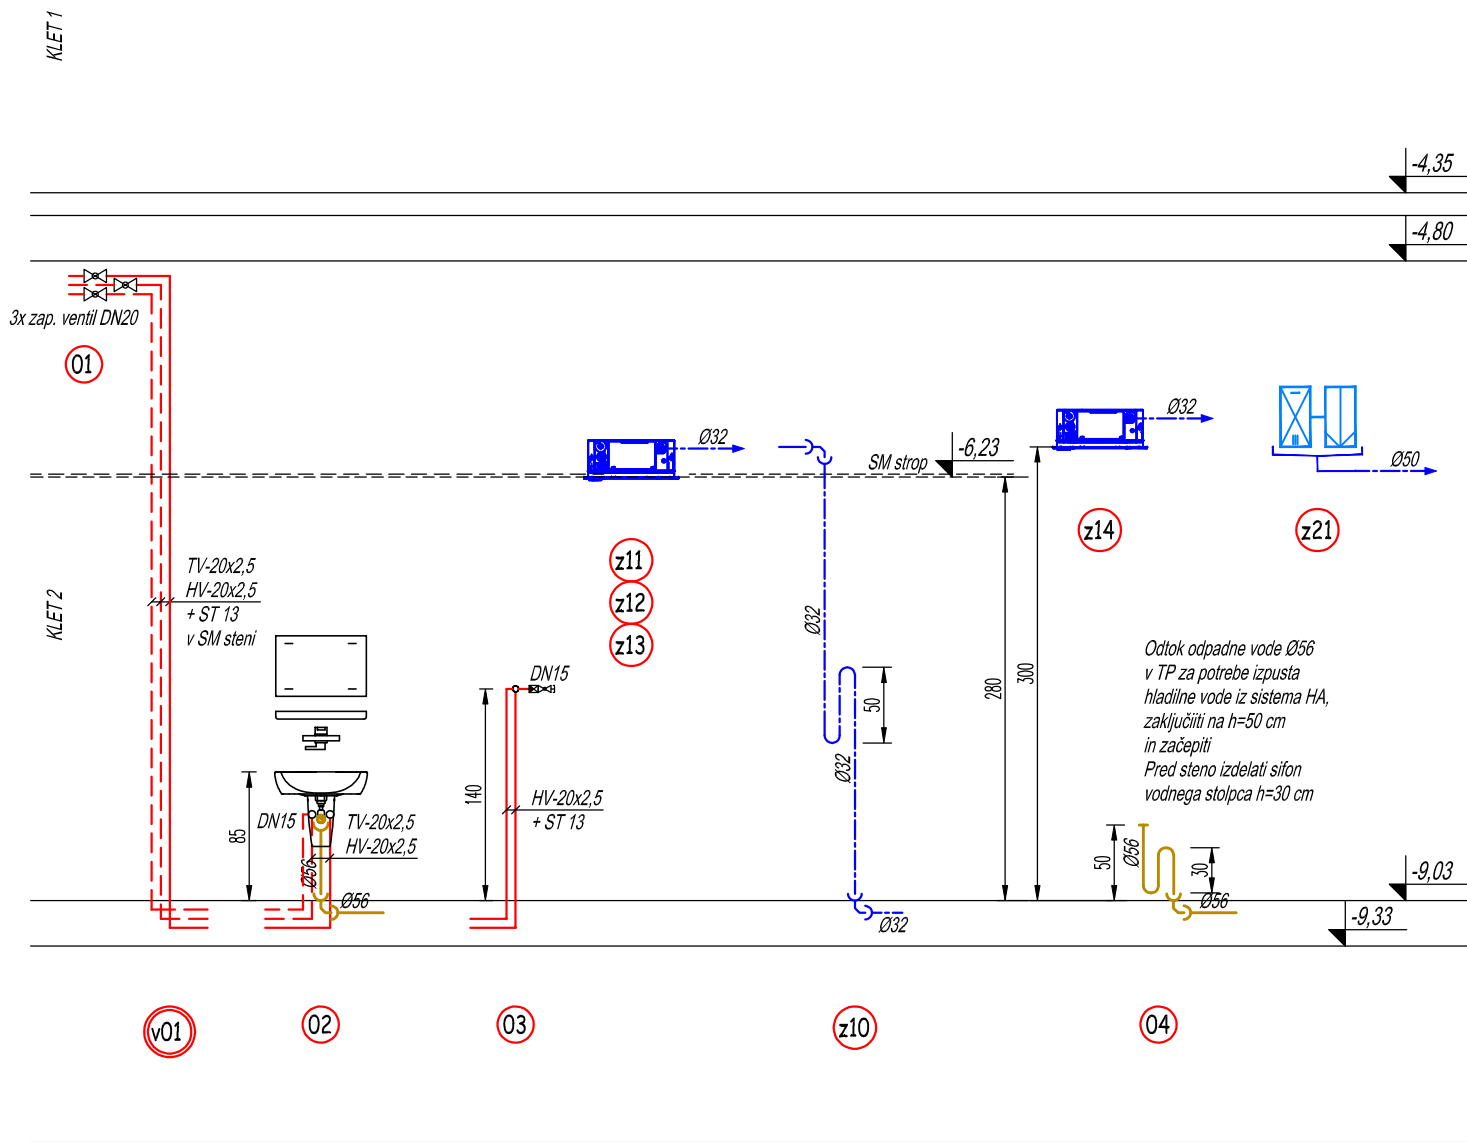 KLET 1
-4,35
-4,80
3x zap. ventil DN20
01
Ø32
Ø32
SM strop
-6,23
Ø50
z11
z12
z13
z14
z21
TV-20x2,5
HV-20x2,5
+ ST 13
v SM steni
KLET 2
Ø32
DN15
50
280
300
Odtok odpadne vode Ø56
v TP za potrebe izpusta
hladilne vode iz sistema HA,
zaključiiti na h=50 cm
in začepiti
Pred steno izdelati sifon
vodnega stolpca h=30 cm
Ø32
140
HV-20x2,5
+ ST 13
85
DN15
TV-20x2,5
HV-20x2,5
Ø56
Ø56
50
Ø56
30
Ø56
-9,03
-9,33
Ø32
v01
02
03
z10
04